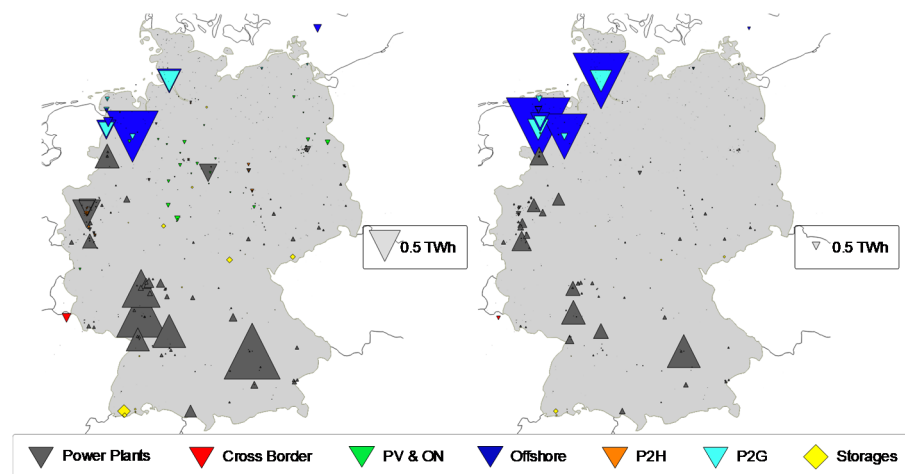 0.5 TWh
0.5 TWh
Power Plants
Cross Border
PV & ON
Offshore
P2H
P2G
Storages